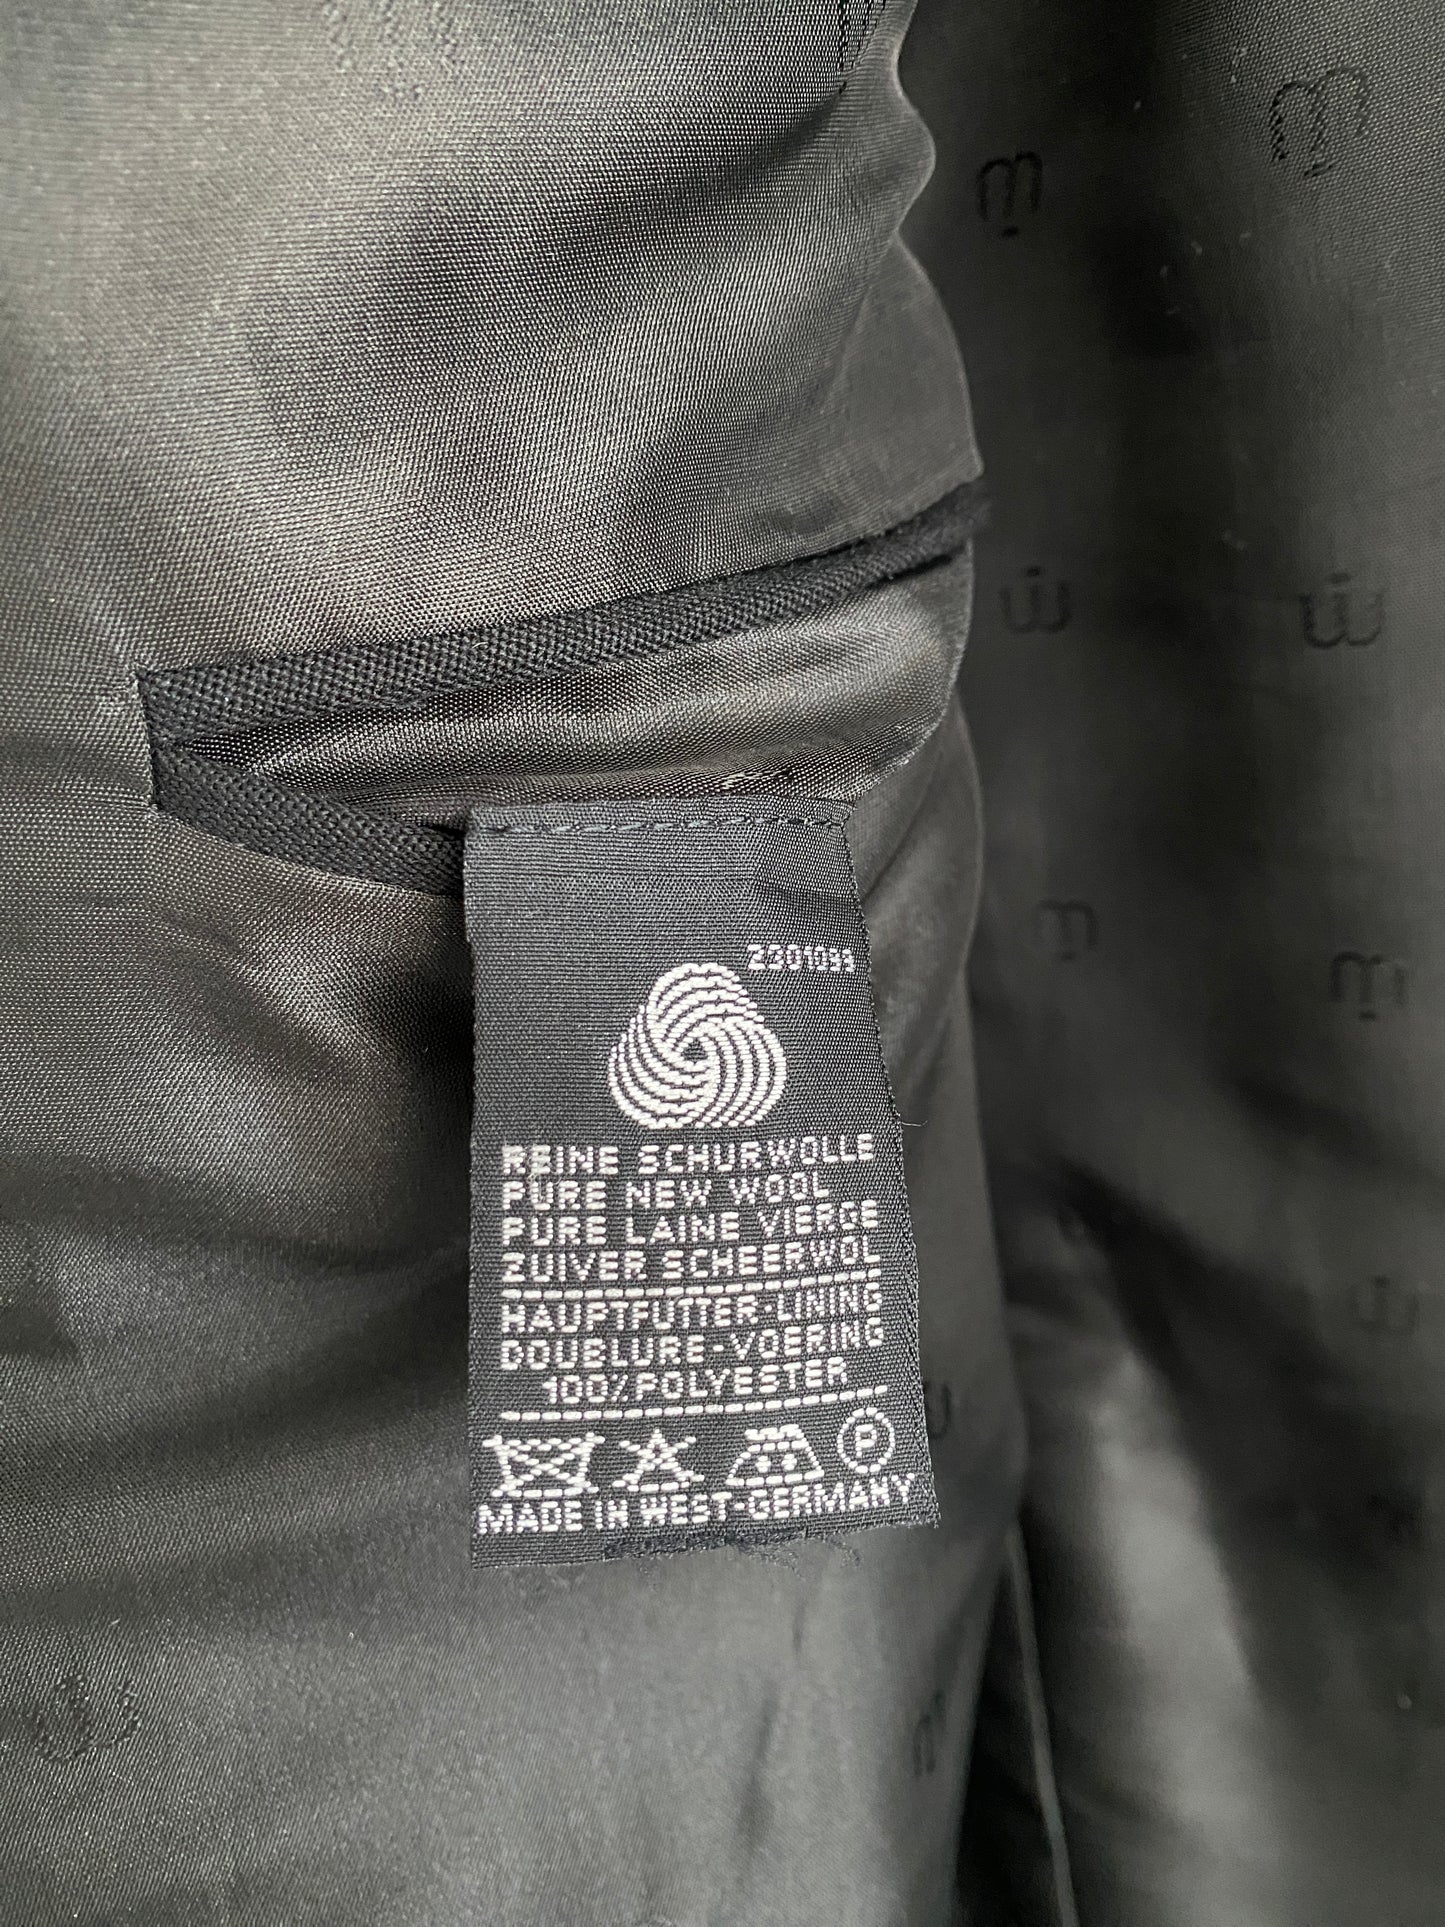 2301093
REINE SCHURWOLLE
PURE NEW WOOL
PURE LAINE VIERGE
ZUIVER SCHEERWOL
HAUPTFUTTER-LINING
DOUBLURE-VOERING
100% POLYESTER
P
MADE IN WEST-GERMANY